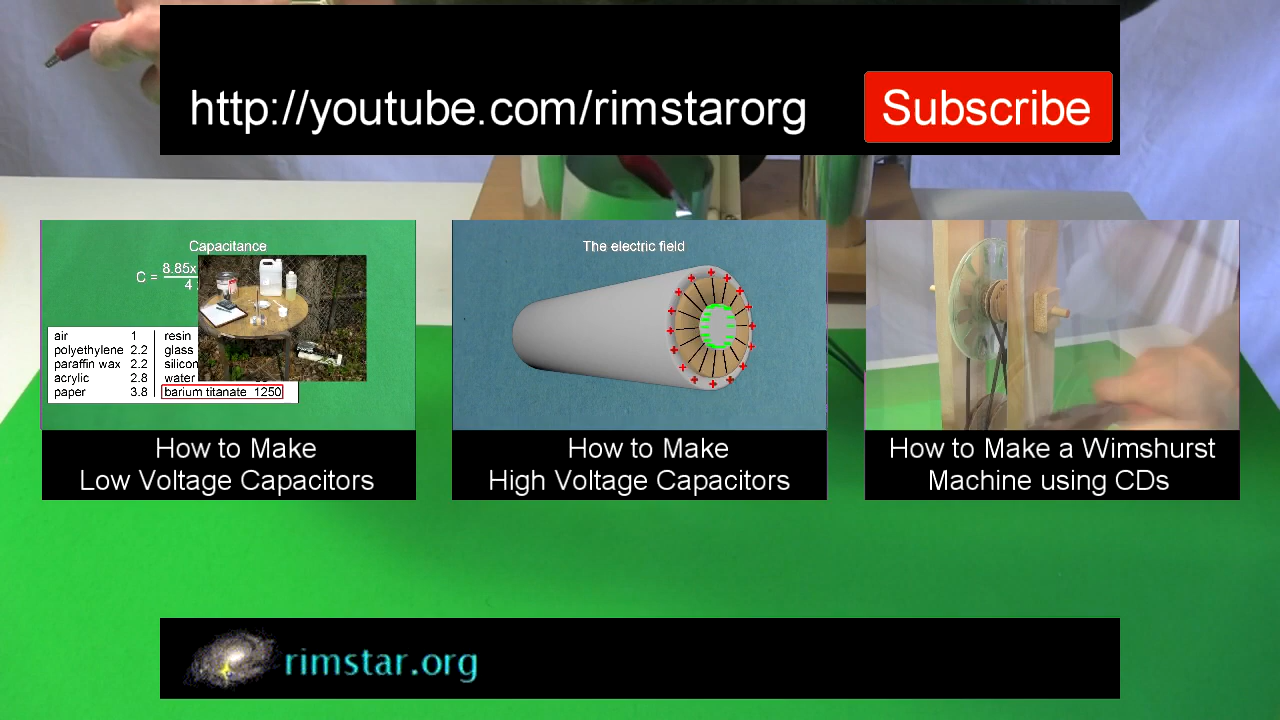 http://youtube.com/rimstarorg
Subscribe
Capacitance
C = 8.85x
4
air 1 resin
polyethylene 2.2 glass
paraffin wax 2.2 silicon
acrylic 2.8 water
paper 3.8 barium titanate 1250
How to Make
Low Voltage Capacitors
The electric field
How to Make
High Voltage Capacitors
How to Make a Wimshurst
Machine using CDs
rimstar.org